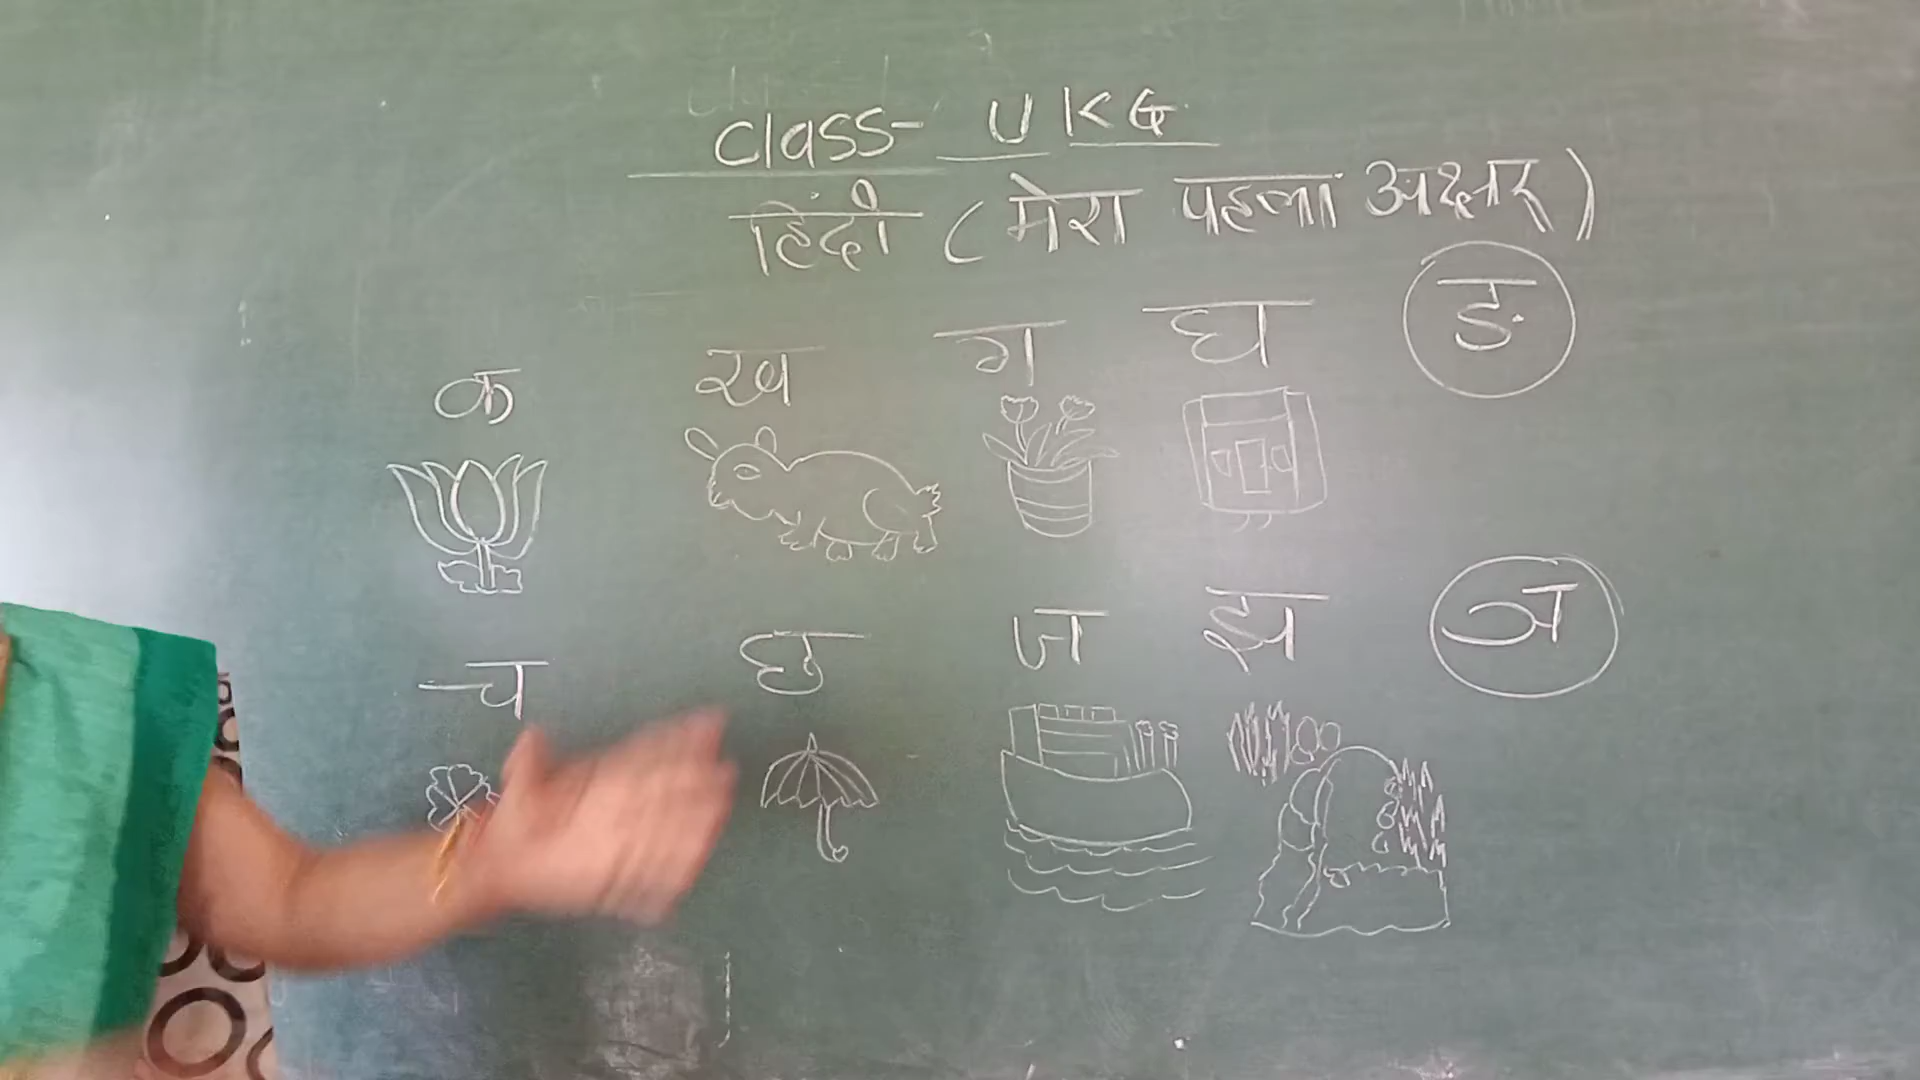 Class- UKG
हिंदी (मेरा पहला अक्षर)
क ख ग घ ङ
च छ ज झ ञ